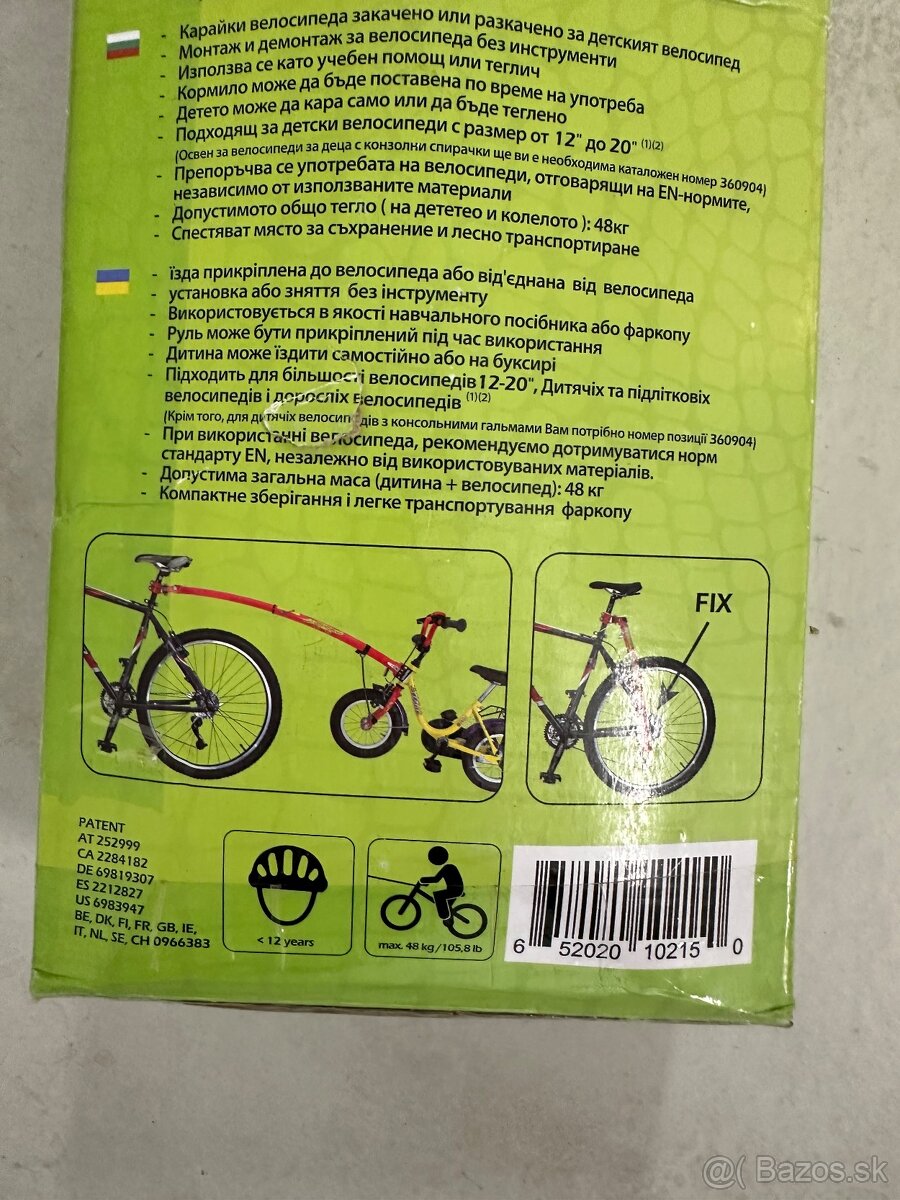 - Карайки велосипеда закачено или разкачено за детският велосипед
- Монтаж и демонтаж за велосипеда без инструменти
- Използва се като учебен помощ или теглич
- Кормило може да бъде поставена по време на употреба
- Детето може да кара само или да бъде теглено
- Подходящ за детски велосипеди с размер от 12" до 20" (1)(2)
(Освен за велосипеди за деца с конзолни спирачки ще ви е необходима каталожен номер 360904)
- Препоръчва се употребата на велосипеди, отговарящи на EN-нормите,
независимо от използваните материали
- Допустимото общо тегло ( на дететео и колелото ): 48кг
- Спестяват място за съхранение и лесно транспортиране
- їзда прикріплена до велосипеда або від'єднана від велосипеда
- установка або зняття без інструменту
- Використовується в якості навчального посібника або фаркопу
- Руль може бути прикріплений під час використання
- Дитина може їздити самостійно або на буксирі
- Підходить для більшості велосипедів 12-20", Дитячіх та підліткових
велосипедів і дорослїх велосипедів (1)(2)
(Крім того, для дитячіх велосипедів з консольними гальмами Вам потрібно номер позиції 360904)
- При використанні велосипеда, рекомендуємо дотримуватися норм
стандарту EN, незалежно від використовуваних матеріалів.
- Допустима загальна маса (дитина + велосипед): 48 кг
- Компактне зберігання і легке транспортування фаркопу
FIX
PATENT
AT 252999
CA 2284182
DE 69819307
ES 2212827
US 6983947
BE, DK, FI, FR, GB, IE,
IT, NL, SE, CH 0966383
< 12 years
max. 48 kg/105,8 lb
6 52020 10215 0
@( Bazos.sk